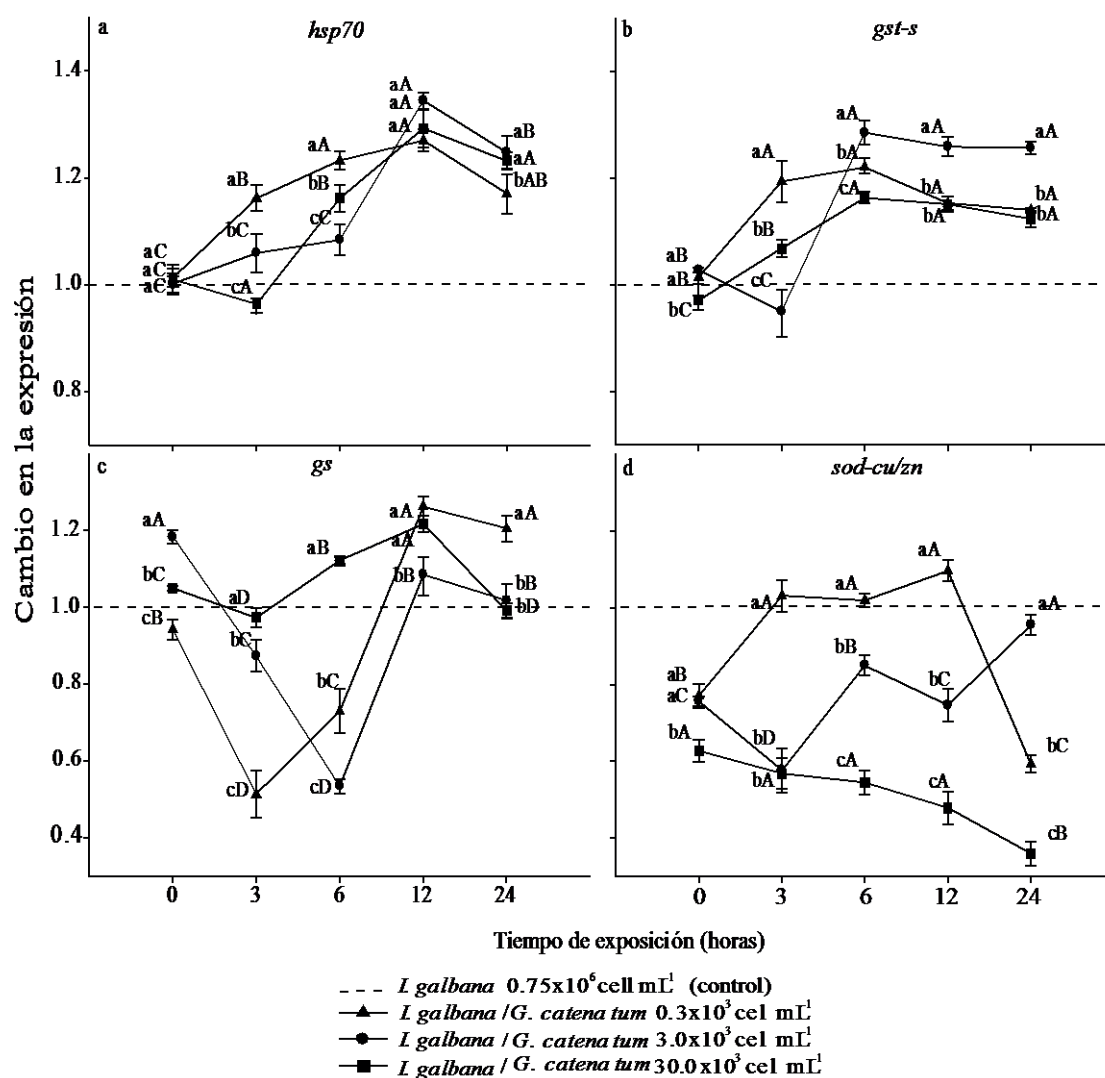 a
hsp70
b
gst-s
1.4
1.2
1.0
0.8
aC
aC
aC
aB
bC
cA
aA
bB
cC
aA
aA
aA
aB
aA
bAB
aB
aB
bC
aA
bB
cC
aA
bA
cA
aA
bA
bA
aA
bA
bA
Cambio en la expresión
c
gs
d
sod-cu/zn
1.2
1.0
0.8
0.6
0.4
aA
bC
cB
aD
bC
cD
aB
bC
cD
aA
aA
bB
aA
bB
bD
aB
aC
bA
aA
bD
bA
aA
bB
cA
aA
bC
cA
aA
bC
cB
0 3 6 12 24
0 3 6 12 24
Tiempo de exposición (horas)
I. galbana 0.75x10⁶ cell mL¹ (control)
I. galbana / G. catenatum 0.3x10³ cel mL¹
I. galbana / G. catenatum 3.0x10³ cel mL¹
I. galbana / G. catenatum 30.0x10³ cel mL¹